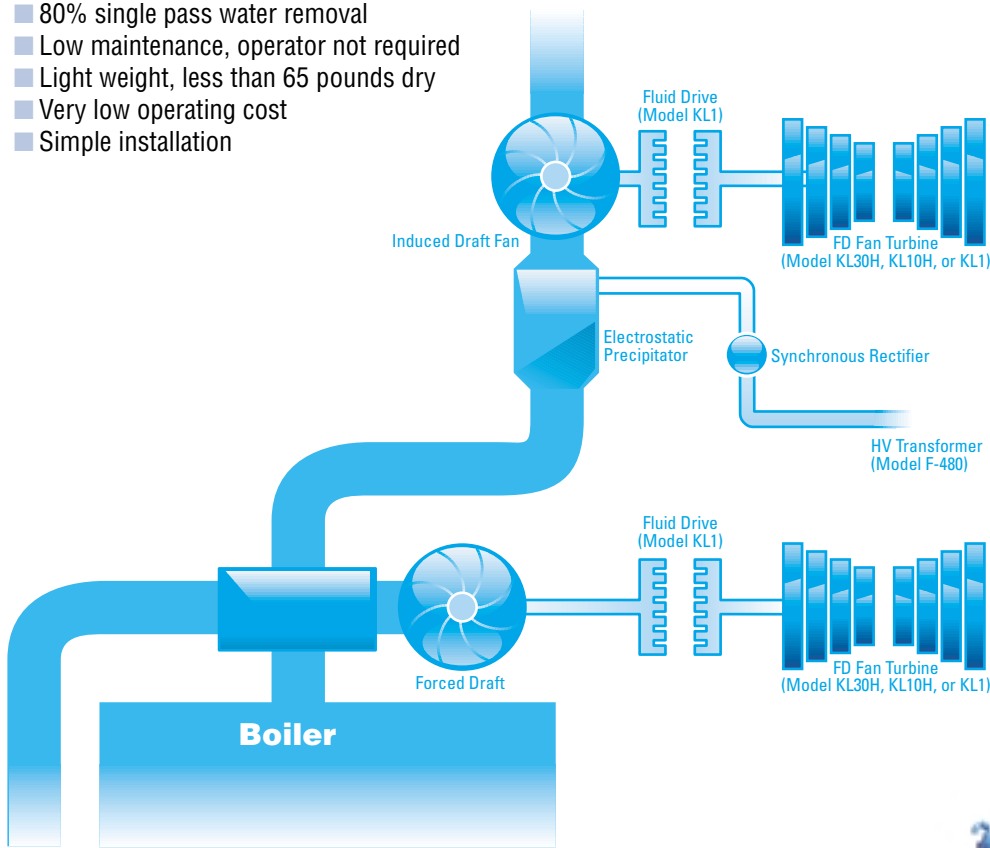 80% single pass water removal
Low maintenance, operator not required
Light weight, less than 65 pounds dry
Very low operating cost
Simple installation
Fluid Drive
(Model KL1)
Induced Draft Fan
FD Fan Turbine
(Model KL30H, KL10H, or KL1)
Electrostatic
Precipitator
Synchronous Rectifier
HV Transformer
(Model F-480)
Fluid Drive
(Model KL1)
FD Fan Turbine
(Model KL30H, KL10H, or KL1)
Forced Draft
Boiler